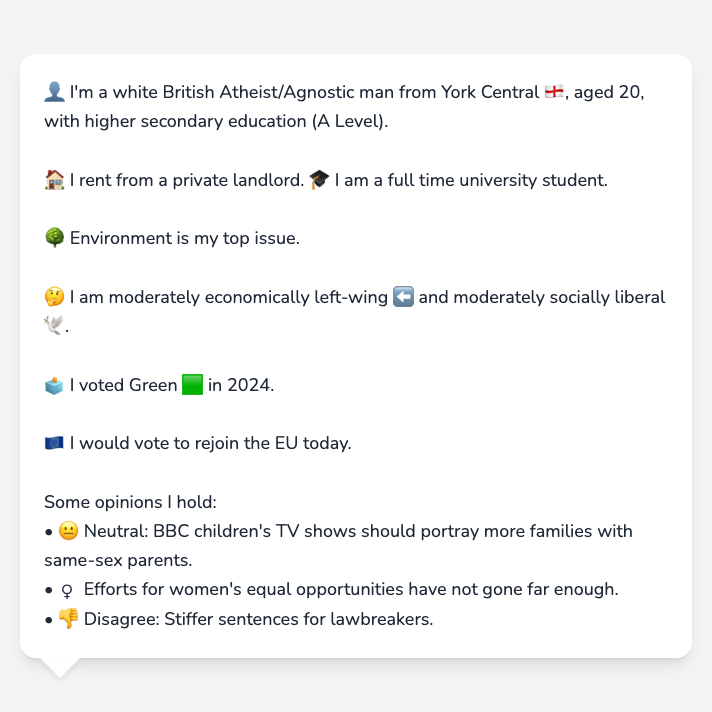 👤 I'm a white British Atheist/Agnostic man from York Central 🏴󠁧󠁢󠁥󠁮󠁧󠁿, aged 20,
with higher secondary education (A Level).
🏠 I rent from a private landlord. 🎓 I am a full time university student.
🌳 Environment is my top issue.
🤔 I am moderately economically left-wing ⬅️ and moderately socially liberal
🕊️.
🗳️ I voted Green 🟩 in 2024.
🇪🇺 I would vote to rejoin the EU today.
Some opinions I hold:
• 😐 Neutral: BBC children's TV shows should portray more families with
same-sex parents.
• ♀ Efforts for women's equal opportunities have not gone far enough.
• 👎 Disagree: Stiffer sentences for lawbreakers.